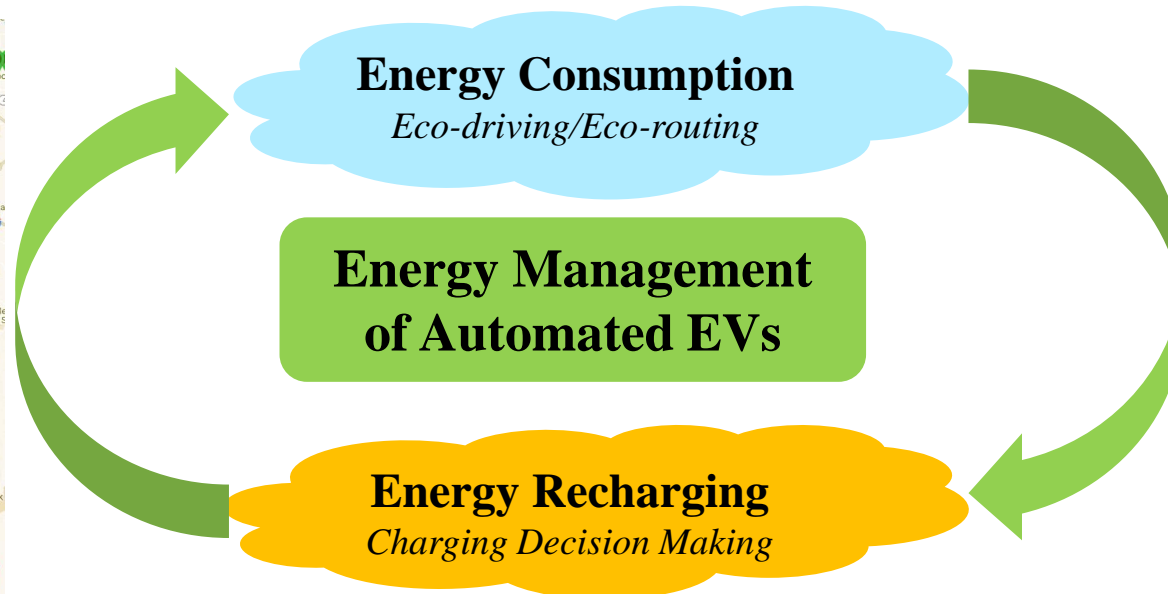 Energy Consumption
Eco-driving/Eco-routing
Energy Management
of Automated EVs
Energy Recharging
Charging Decision Making